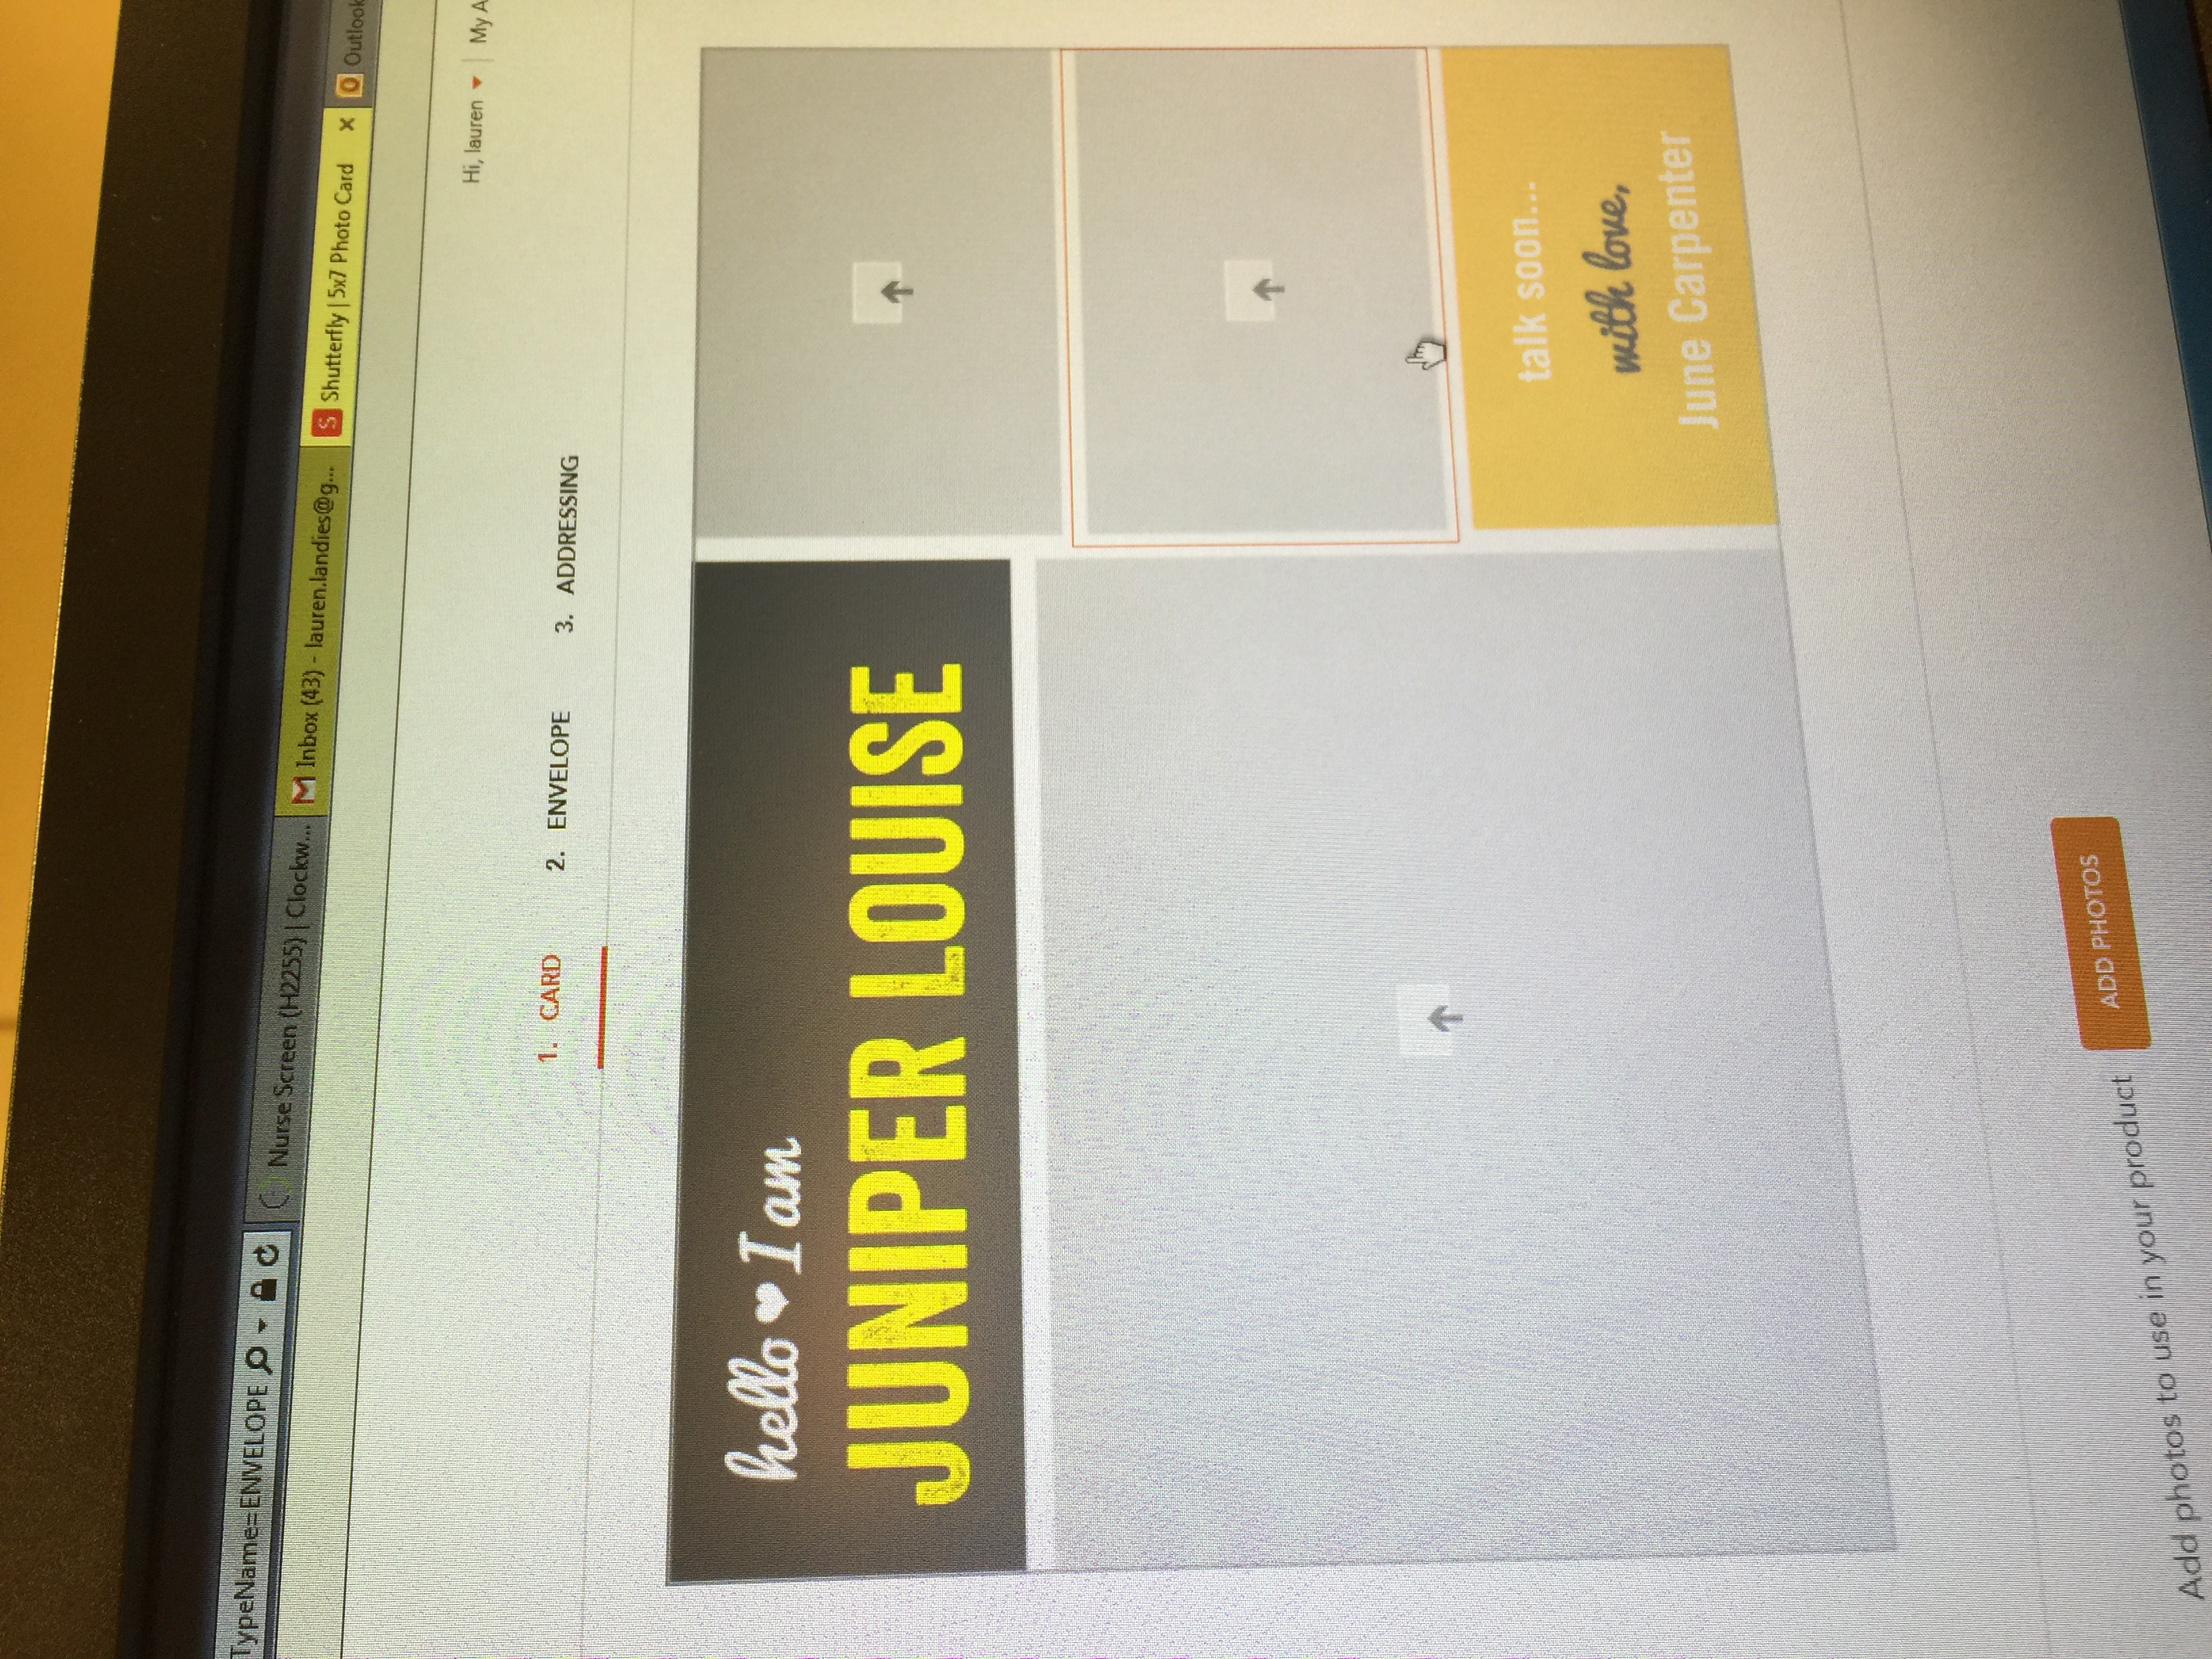 TypeName=ENVELOPE
Nurse Screen (H2255) | Clockw...
Inbox (43) - lauren.landies@g...
Shutterfly | 5x7 Photo Card
Outlook
Hi, lauren
My A
1. CARD
2. ENVELOPE
3. ADDRESSING
hello ♥ I am
JUNIPER LOUISE
talk soon...
with love,
June Carpenter
Add photos to use in your product
ADD PHOTOS